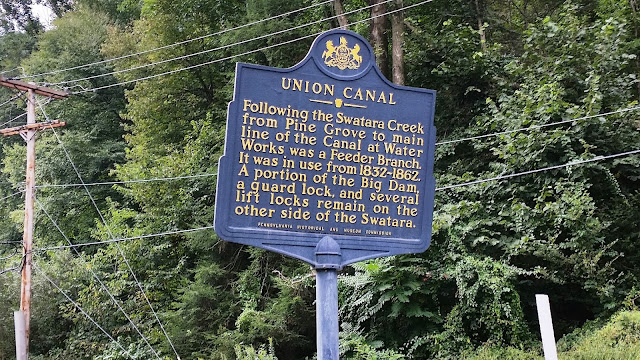 UNION CANAL
Following the Swatara Creek
from Pine Grove to main
line of the Canal at Water
Works was a Feeder Branch.
It was in use from 1832-1862.
A portion of the Big Dam,
a guard lock, and several
lift locks remain on the
other side of the Swatara.
PENNSYLVANIA HISTORICAL AND MUSEUM COMMISSION